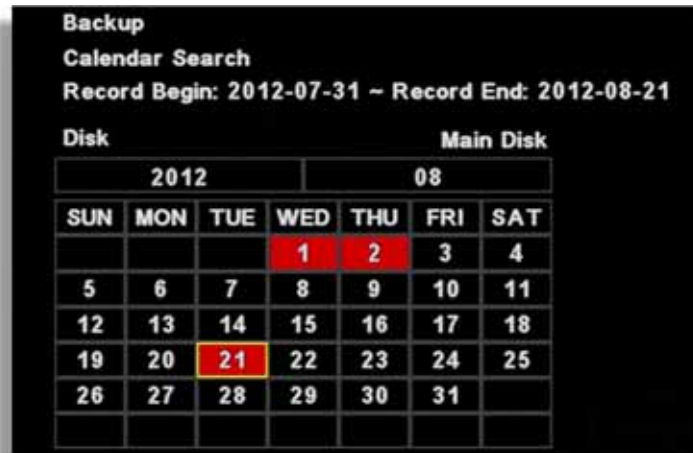 Backup
Calendar Search
Record Begin: 2012-07-31 ~ Record End: 2012-08-21
Disk Main Disk
2012 08
SUN MON TUE WED THU FRI SAT
1 2 3 4
5 6 7 8 9 10 11
12 13 14 15 16 17 18
19 20 21 22 23 24 25
26 27 28 29 30 31